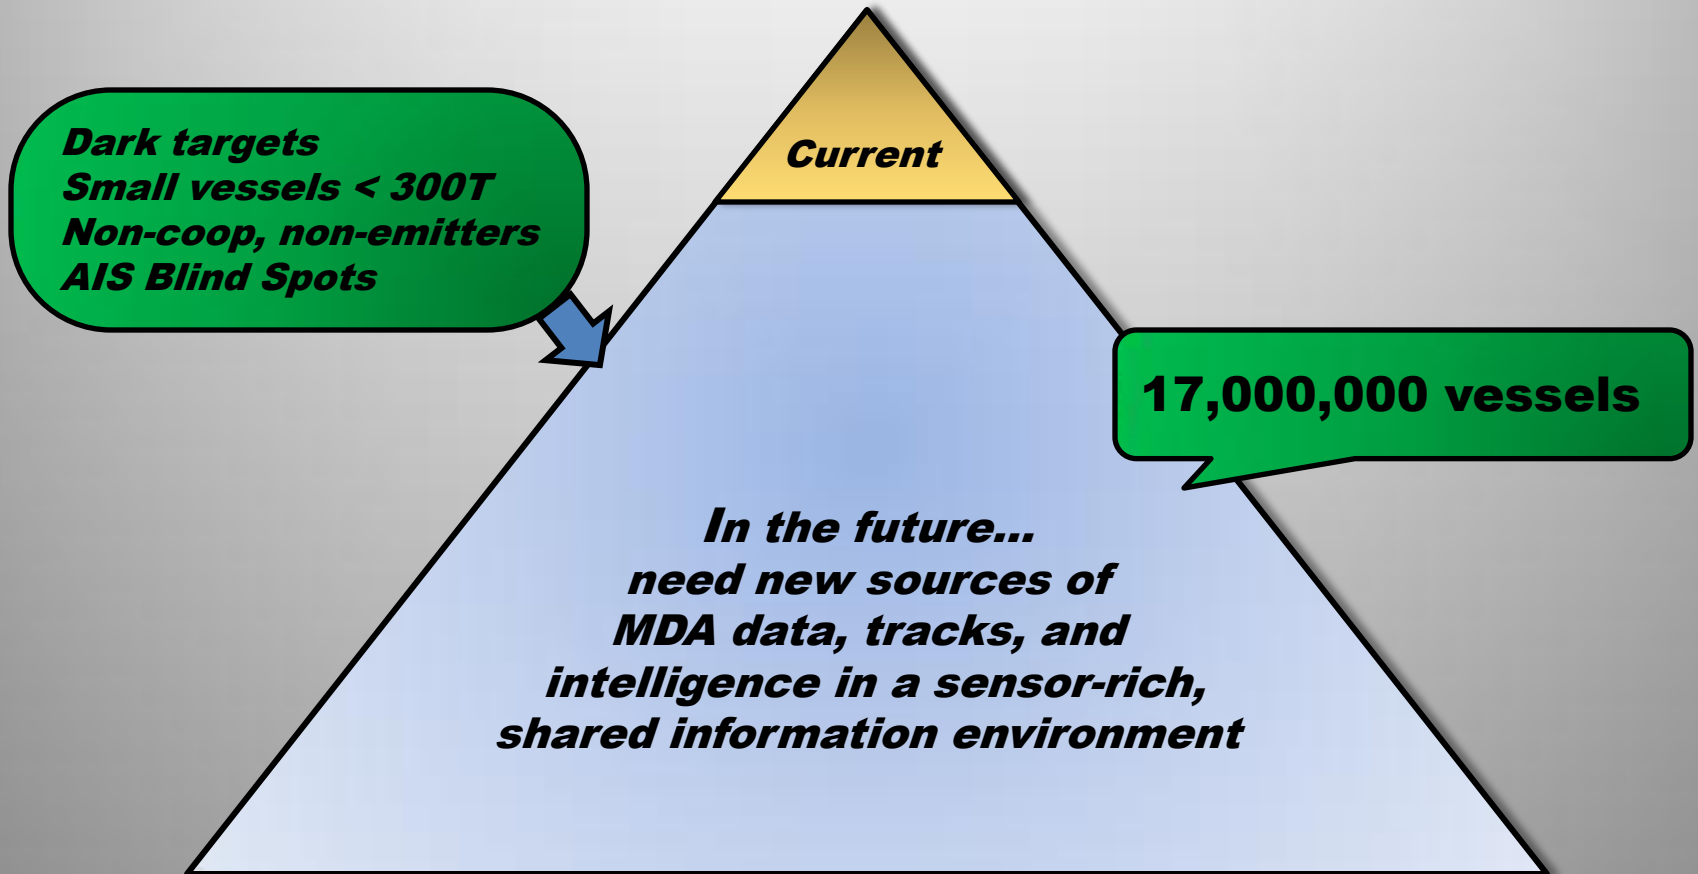 Current
Dark targets
Small vessels < 300T
Non-coop, non-emitters
AIS Blind Spots
17,000,000 vessels
In the future...
need new sources of
MDA data, tracks, and
intelligence in a sensor-rich,
shared information environment